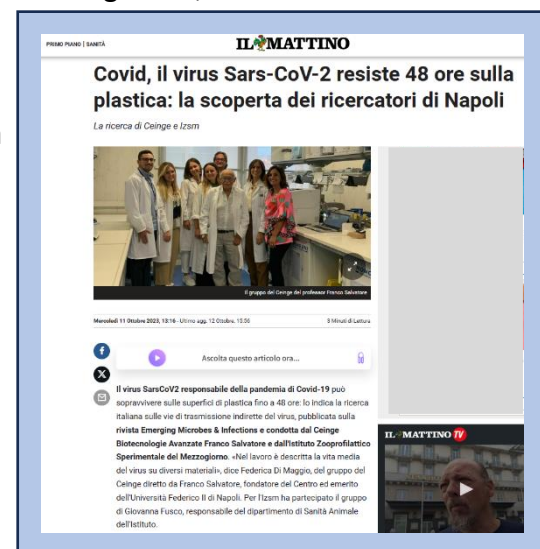 PRIMO PIANO | SANITÀ
IL MATTINO
Covid, il virus Sars-CoV-2 resiste 48 ore sulla
plastica: la scoperta dei ricercatori di Napoli
La ricerca di Ceinge e Izsm
Il gruppo del Ceinge del professor Franco Salvatore
Mercoledì 11 Ottobre 2023, 13:16 - Ultimo agg. 12 Ottobre, 10:06
3 Minuti di Lettura
Ascolta questo articolo ora...
Il virus SarsCoV2 responsabile della pandemia di Covid-19 può
sopravvivere sulle superfici di plastica fino a 48 ore: lo indica la ricerca
italiana sulle vie di trasmissione indirette del virus, pubblicata sulla
rivista Emerging Microbes & Infections e condotta dal Ceinge
Biotecnologie Avanzate Franco Salvatore e dall'Istituto Zooprofilattico
Sperimentale del Mezzogiorno. «Nel lavoro è descritta la vita media
del virus su diversi materiali», dice Federica Di Maggio, del gruppo del
Ceinge diretto da Franco Salvatore, fondatore del Centro ed emerito
dell'Università Federico II di Napoli. Per l'Izsm ha partecipato il gruppo
di Giovanna Fusco, responsabile del dipartimento di Sanità Animale
dell'Istituto.
IL MATTINO TV